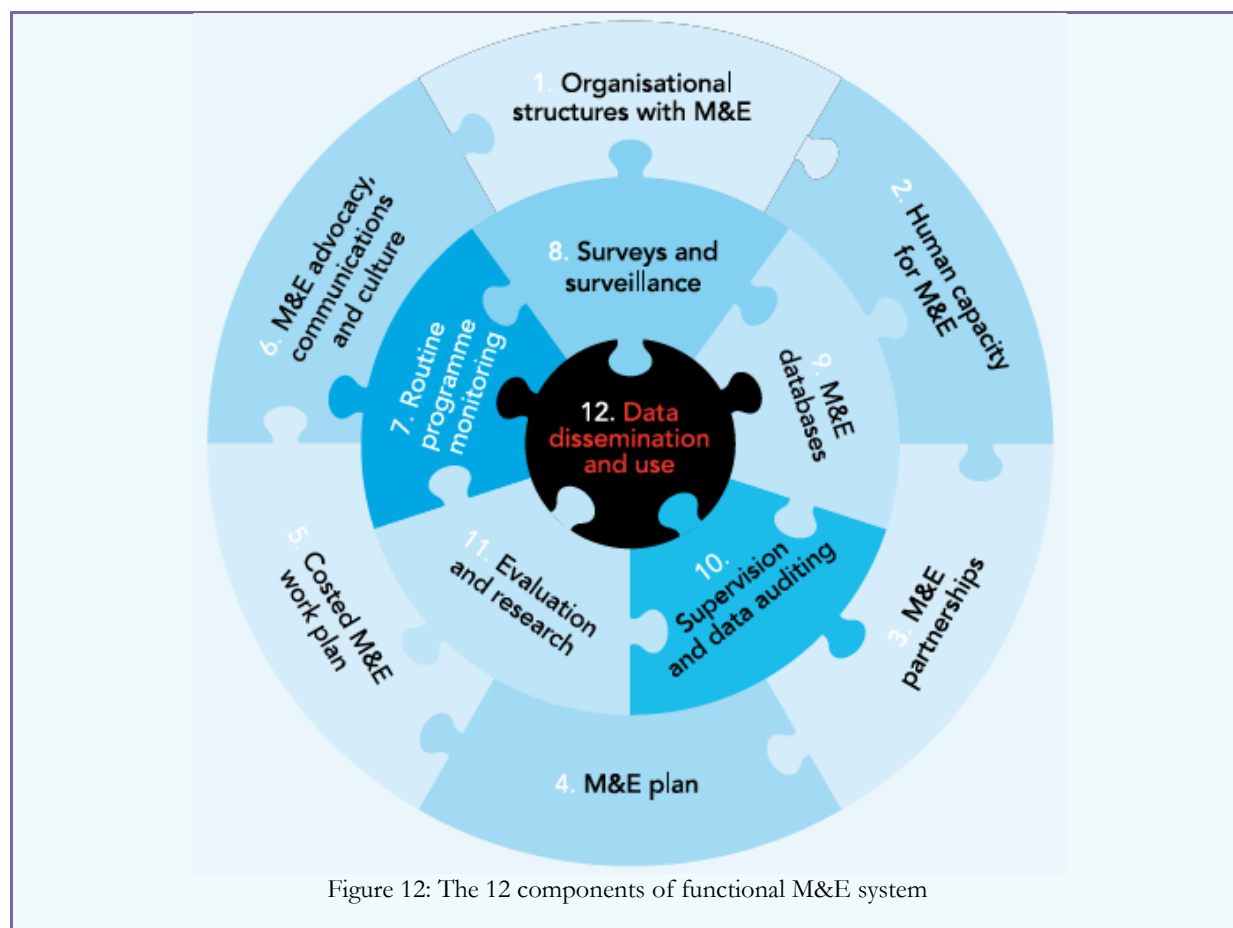 1. Organisational
structures with M&E
2. Human capacity
for M&E
3. M&E
partnerships
4. M&E plan
5. Costed M&E
work plan
6. M&E advocacy,
communications
and culture
7. Routine
programme
monitoring
8. Surveys and
surveillance
9. M&E
databases
10.
Supervision
and data auditing
11. Evaluation
and research
12. Data
dissemination
and use
Figure 12: The 12 components of functional M&E system